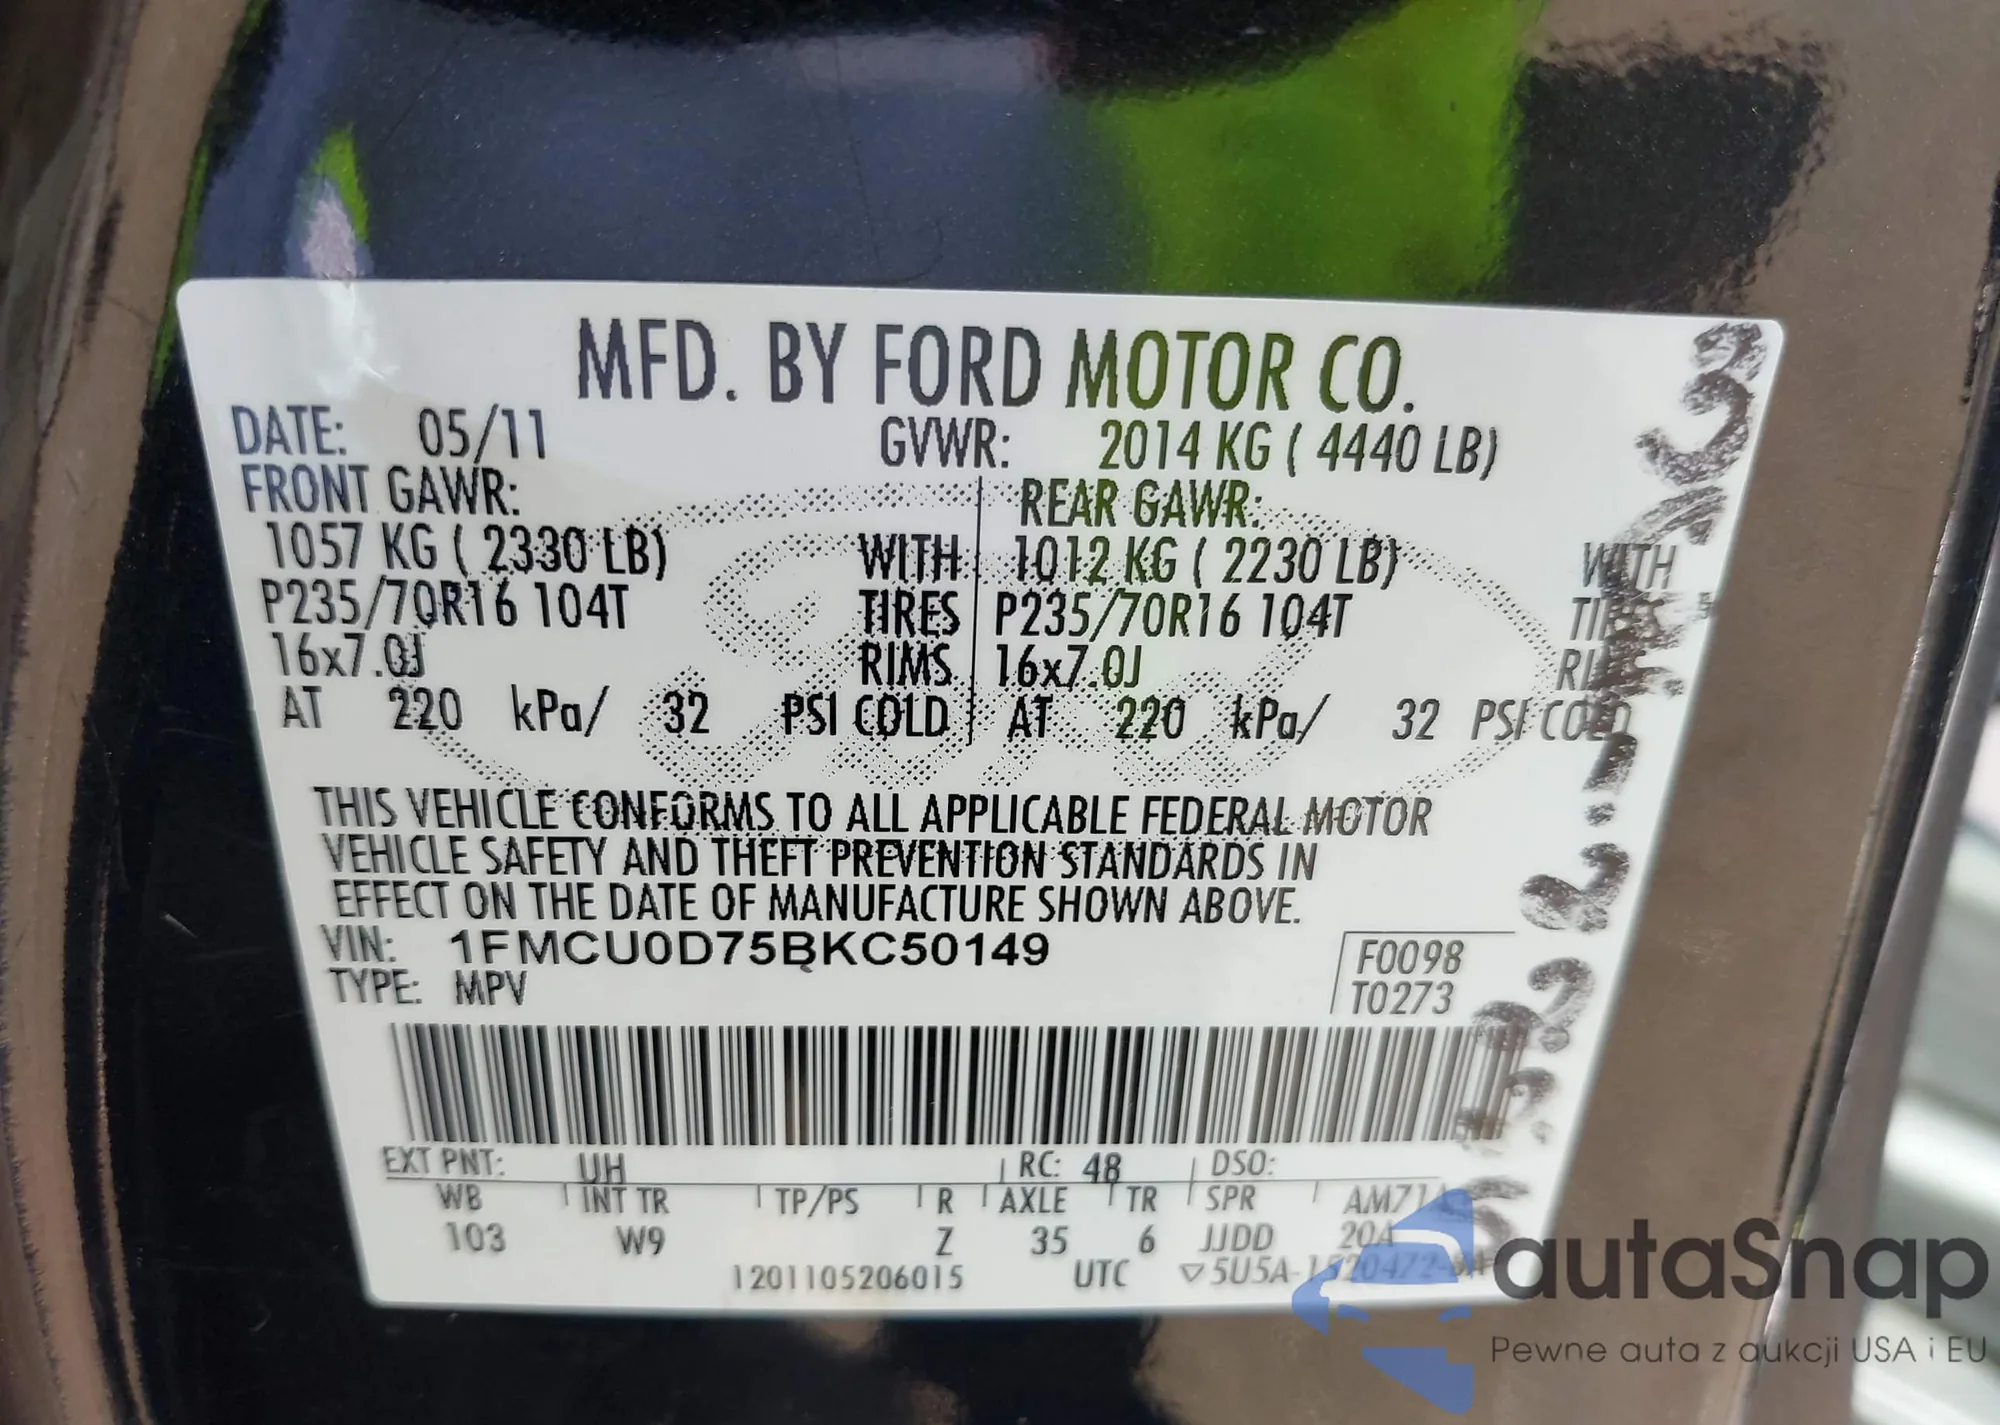 MFD. BY FORD MOTOR CO.
DATE: 05/11 GVWR: 2014 KG ( 4440 LB)
FRONT GAWR: REAR GAWR:
1057 KG ( 2330 LB) WITH 1012 KG ( 2230 LB) WITH
P235/70R16 104T TIRES P235/70R16 104T
16x7.0J RIMS 16x7.0J
AT 220 kPa/ 32 PSI COLD AT 220 kPa/ 32 PSI COLD
THIS VEHICLE CONFORMS TO ALL APPLICABLE FEDERAL MOTOR
VEHICLE SAFETY AND THEFT PREVENTION STANDARDS IN
EFFECT ON THE DATE OF MANUFACTURE SHOWN ABOVE.
VIN: 1FMCU0D75BKC50149 F0098
TYPE: MPV T0273
EXT PNT: UH RC: 48 DSO:
WB INT TR TP/PS R AXLE TR SPR
103 W9 Z 35 6 JJDD 20A
1201105206015 UTC
autoSnap
Pewne auta z aukcji USA i EU